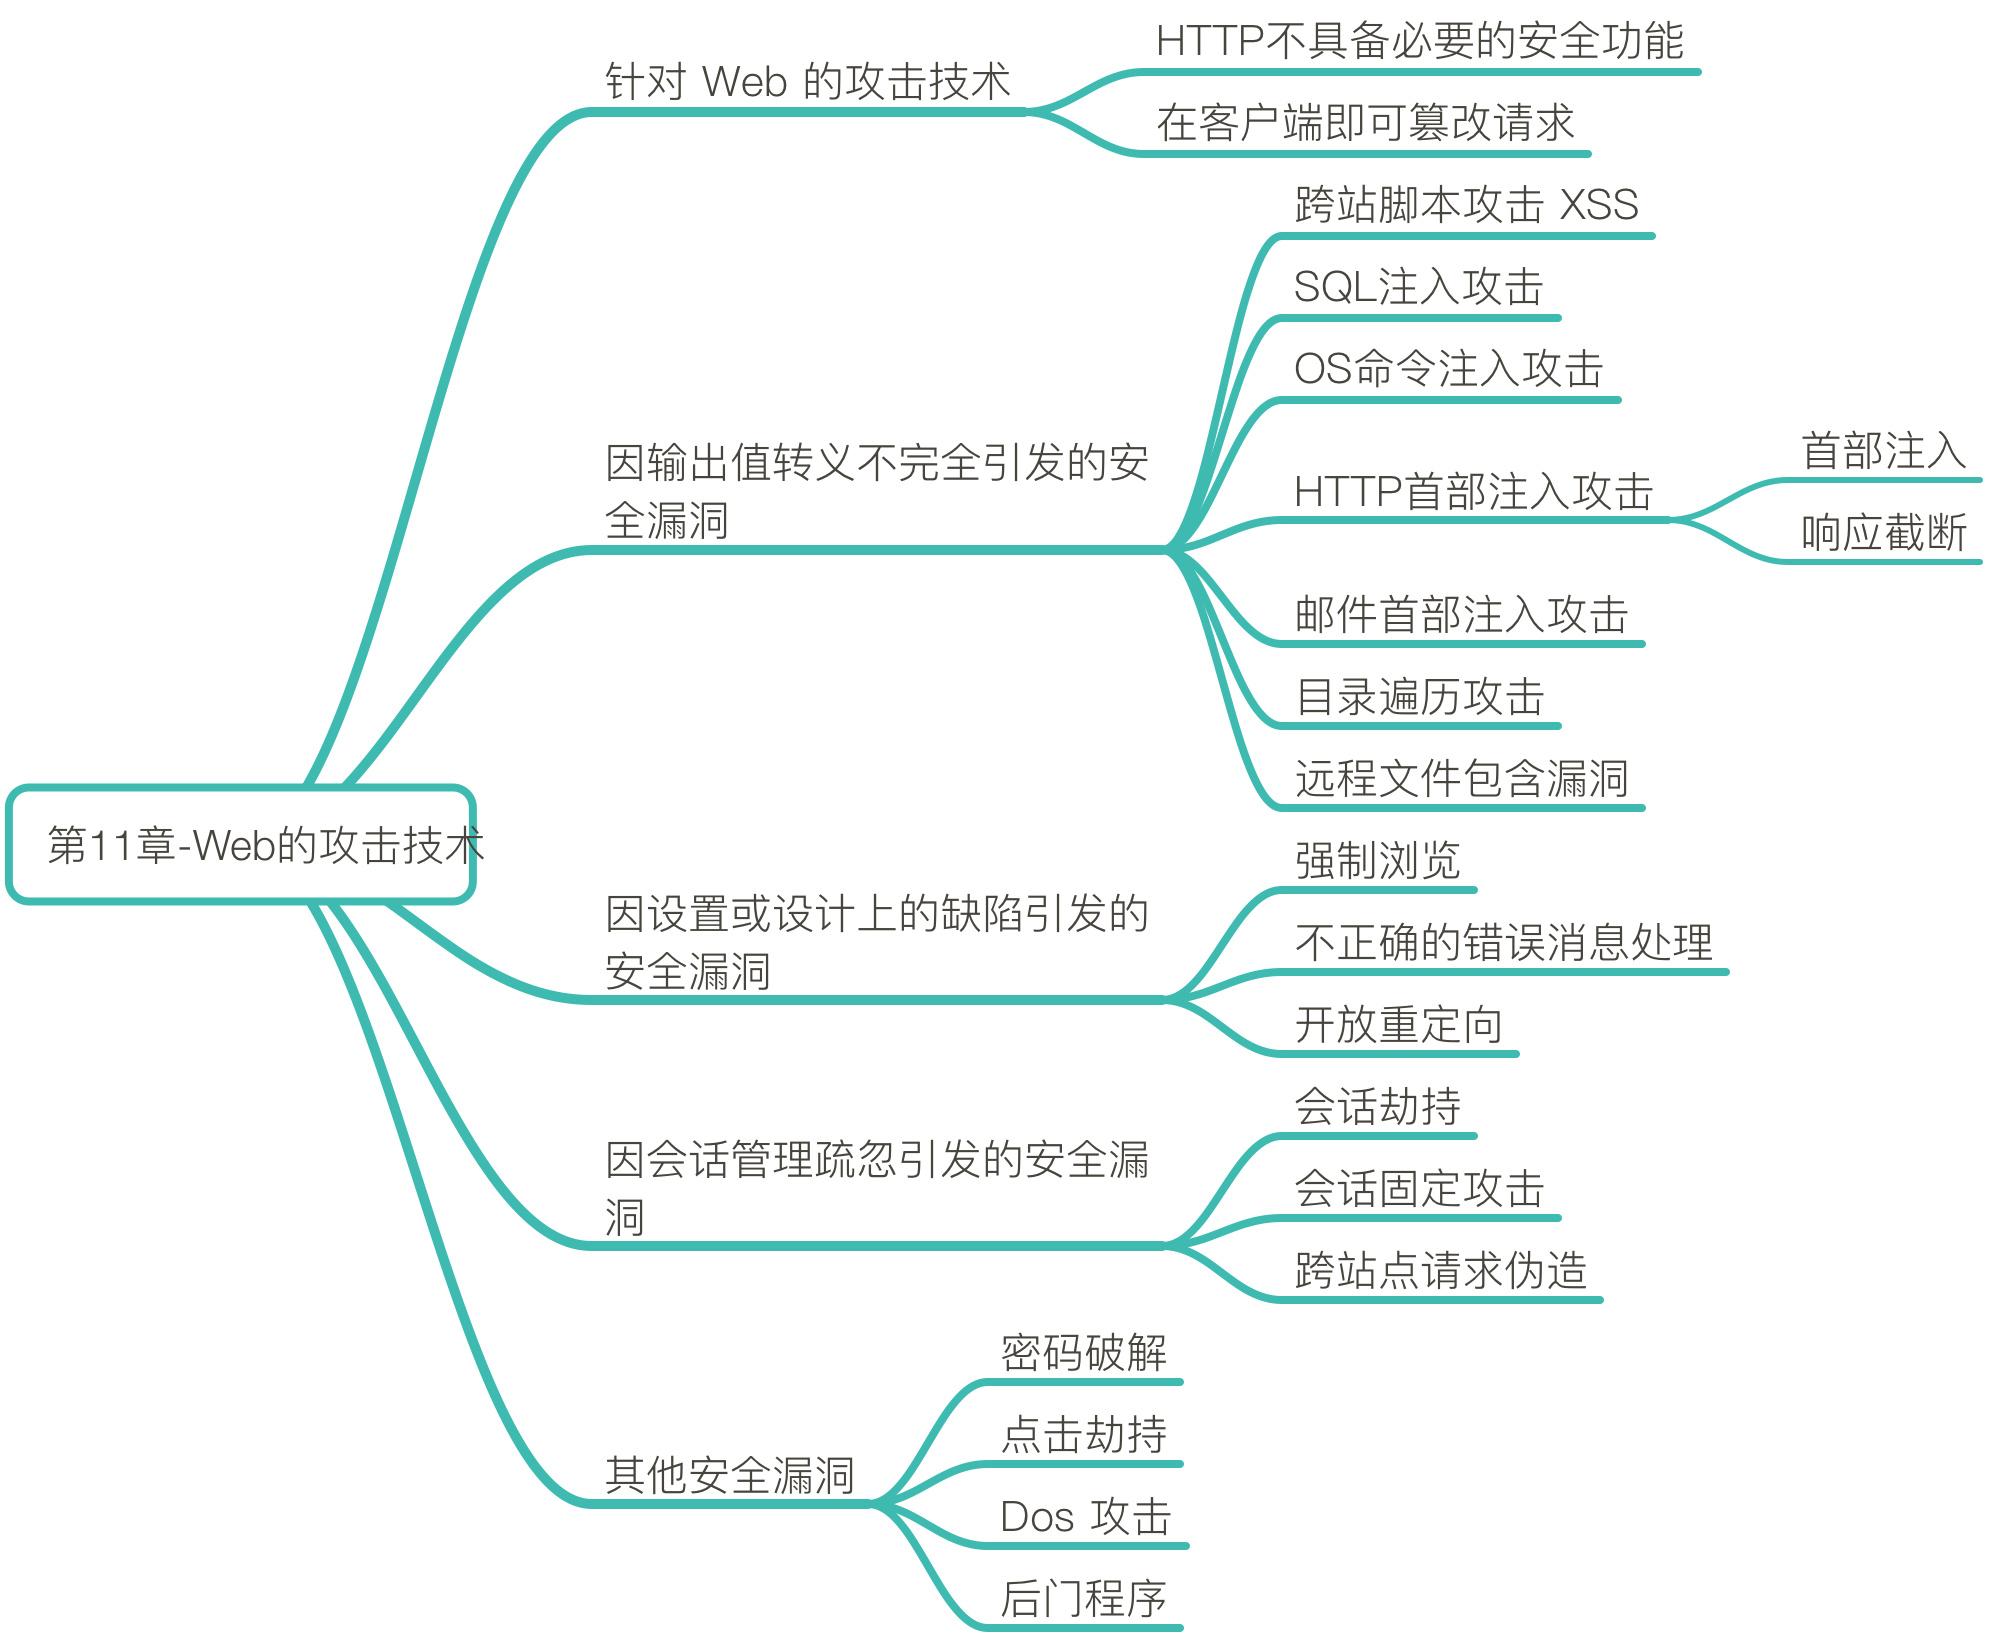 第11章-Web的攻击技术
针对 Web 的攻击技术
HTTP不具备必要的安全功能
在客户端即可篡改请求
因输出值转义不完全引发的安
全漏洞
跨站脚本攻击 XSS
SQL注入攻击
OS命令注入攻击
HTTP首部注入攻击
首部注入
响应截断
邮件首部注入攻击
目录遍历攻击
远程文件包含漏洞
因设置或设计上的缺陷引发的
安全漏洞
强制浏览
不正确的错误消息处理
开放重定向
因会话管理疏忽引发的安全漏
洞
会话劫持
会话固定攻击
跨站点请求伪造
其他安全漏洞
密码破解
点击劫持
Dos 攻击
后门程序